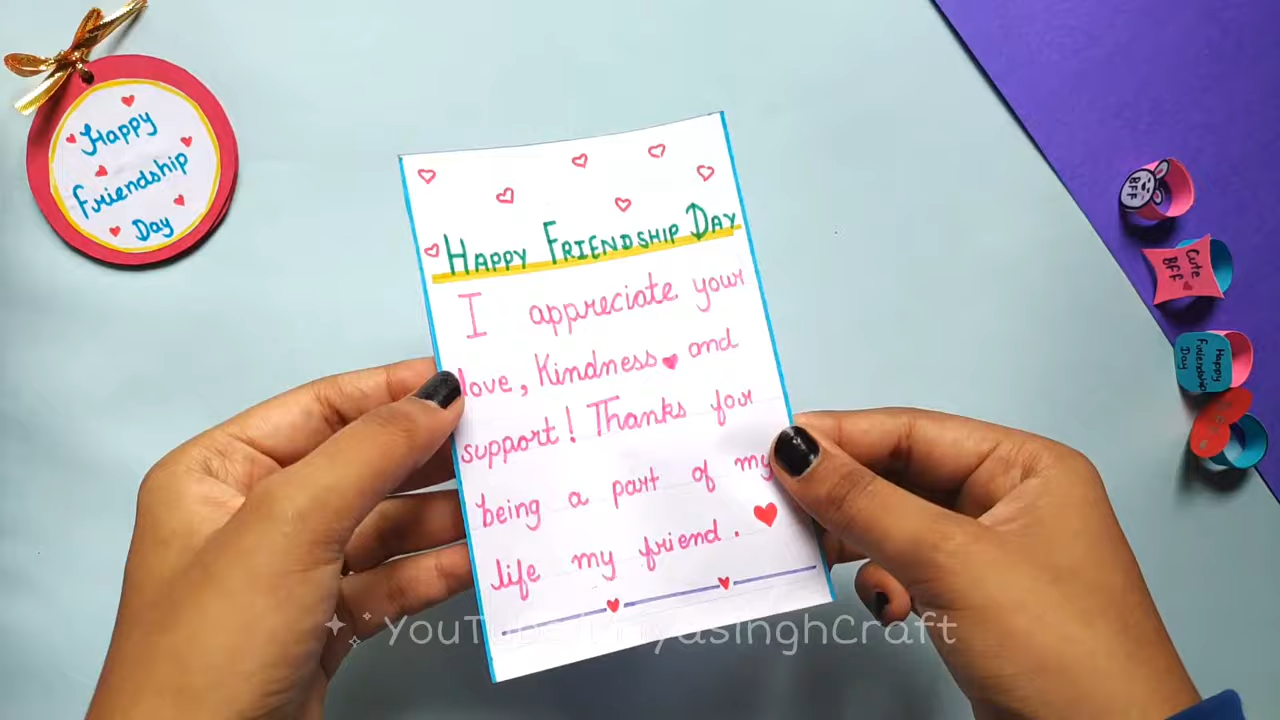 Happy
Friendship
Day
HAPPY FRIENDSHIP DAY
I appreciate your
love, Kindness and
support! Thanks for
being a part of my
life my friend.
BFF
Cute
BFF
Happy
Friendship
Day